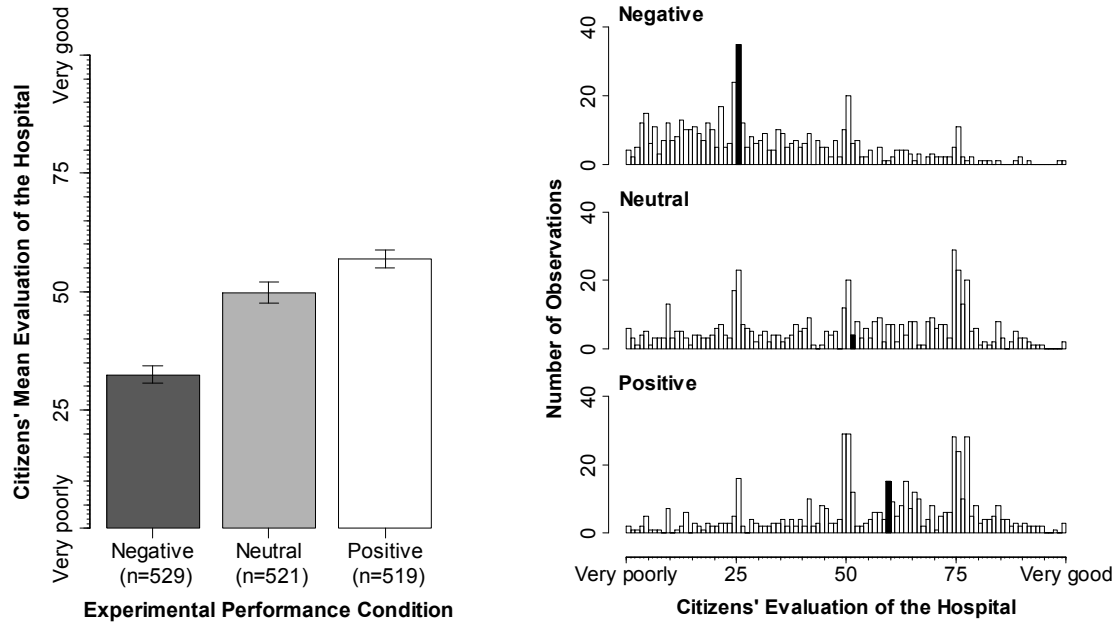 Citizens' Mean Evaluation of the Hospital
Very good
75
50
25
Very poorly
Negative
(n=529)
Neutral
(n=521)
Positive
(n=519)
Experimental Performance Condition
Number of Observations
Negative
40
20
0
Neutral
40
20
0
Positive
40
20
0
Very poorly 25 50 75 Very good
Citizens' Evaluation of the Hospital